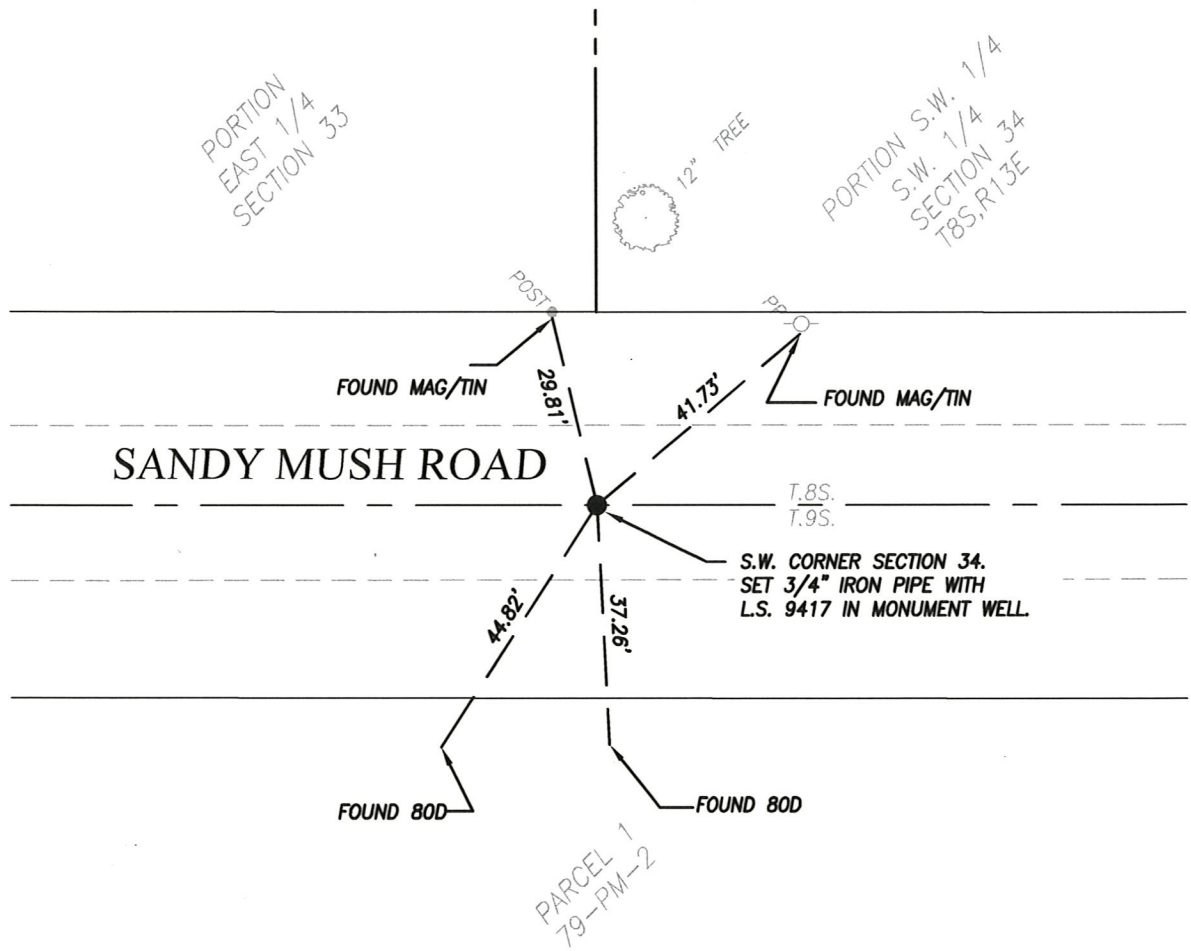 PORTION
EAST 1/4
SECTION 33
12" TREE
PORTION S.W. 1/4
S.W. 1/4
SECTION 34
T8S,R13E
POST
PP
FOUND MAG/TIN
29.81'
41.73'
FOUND MAG/TIN
SANDY MUSH ROAD
T.8S.
T.9S.
S.W. CORNER SECTION 34.
SET 3/4" IRON PIPE WITH
L.S. 9417 IN MONUMENT WELL.
44.82'
37.26'
FOUND 80D
FOUND 80D
PARCEL 1
79-PM-2